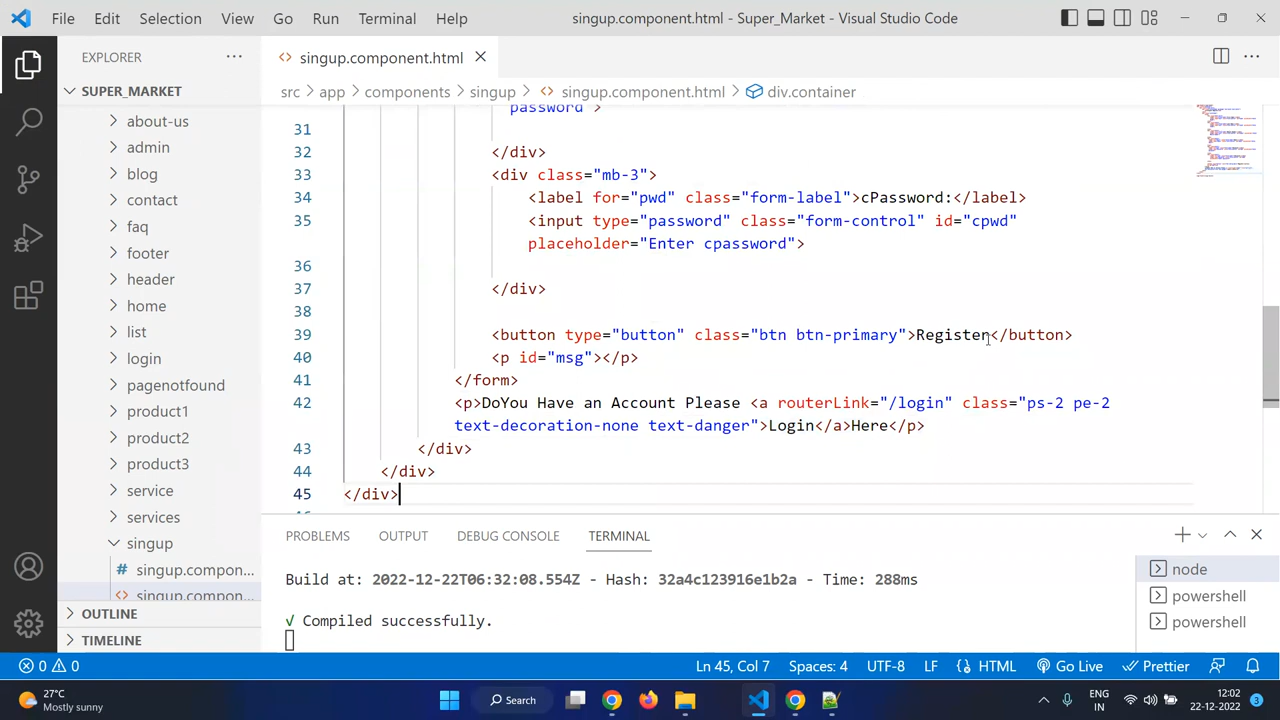 File Edit Selection View Go Run Terminal Help singup.component.html - Super_Market - Visual Studio Code
EXPLORER
singup.component.html
SUPER_MARKET
src > app > components > singup > singup.component.html > div.container
about-us
admin
blog
contact
faq
footer
header
home
list
login
pagenotfound
product1
product2
product3
service
services
singup
# singup.compon...
singup.compon...
OUTLINE
TIMELINE
password">
31
32 </div>
33 <div class="mb-3">
34 <label for="pwd" class="form-label">cPassword:</label>
35 <input type="password" class="form-control" id="cpwd"
placeholder="Enter cpassword">
36
37 </div>
38
39 <button type="button" class="btn btn-primary">Register</button>
40 <p id="msg"></p>
41 </form>
42 <p>DoYou Have an Account Please <a routerLink="/login" class="ps-2 pe-2
text-decoration-none text-danger">Login</a>Here</p>
43 </div>
44 </div>
45 </div>
PROBLEMS OUTPUT DEBUG CONSOLE TERMINAL
Build at: 2022-12-22T06:32:08.554Z - Hash: 32a4c123916e1b2a - Time: 288ms
√ Compiled successfully.
node
powershell
powershell
0 0 Ln 45, Col 7 Spaces: 4 UTF-8 LF HTML Go Live Prettier
27°C
Mostly sunny
Search
ENG
IN
12:02
22-12-2022
3